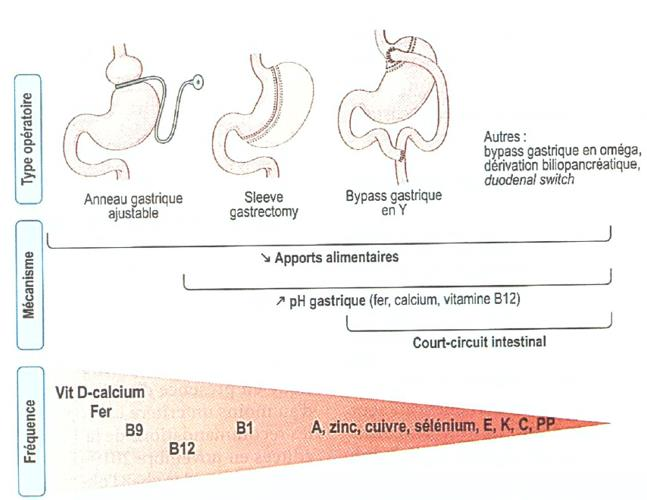 Type opératoire
Anneau gastrique
ajustable
Sleeve
gastrectomy
Bypass gastrique
en Y
Autres :
bypass gastrique en oméga,
dérivation biliopancréatique,
duodenal switch
Mécanisme
↘ Apports alimentaires
↗ pH gastrique (fer, calcium, vitamine B12)
Court-circuit intestinal
Fréquence
Vit D-calcium
Fer
B9
B12
B1
A, zinc, cuivre, sélénium, E, K, C, PP